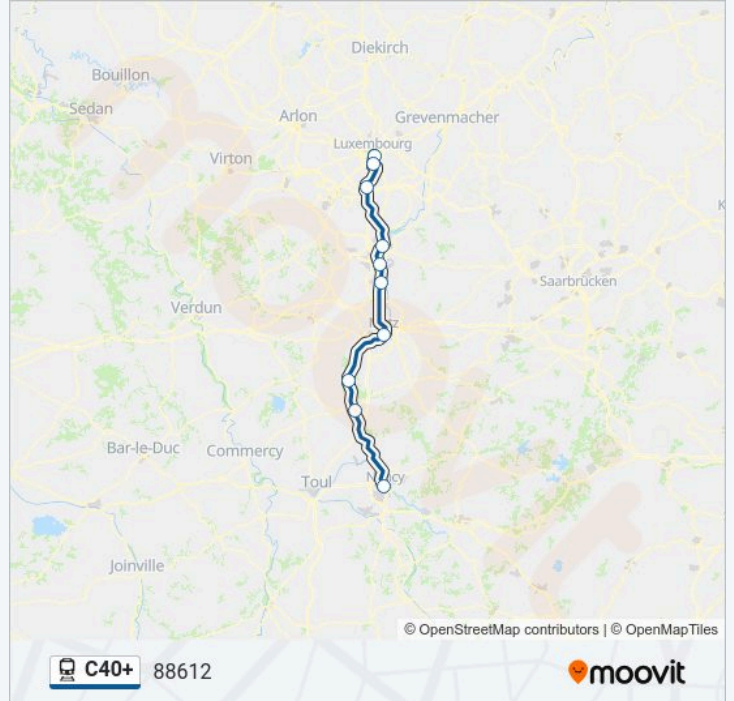 Diekirch
Bouillon
Sedan
Arlon
Grevenmacher
Luxembourg
Virton
Saarbrücken
Verdun
Bar-le-Duc
Commercy
Toul
Joinville
© OpenStreetMap contributors | © OpenMapTiles
C40+ 88612
moovit